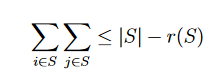 ∑_{i∈S} ∑_{j∈S} ≤ |S| − r(S)